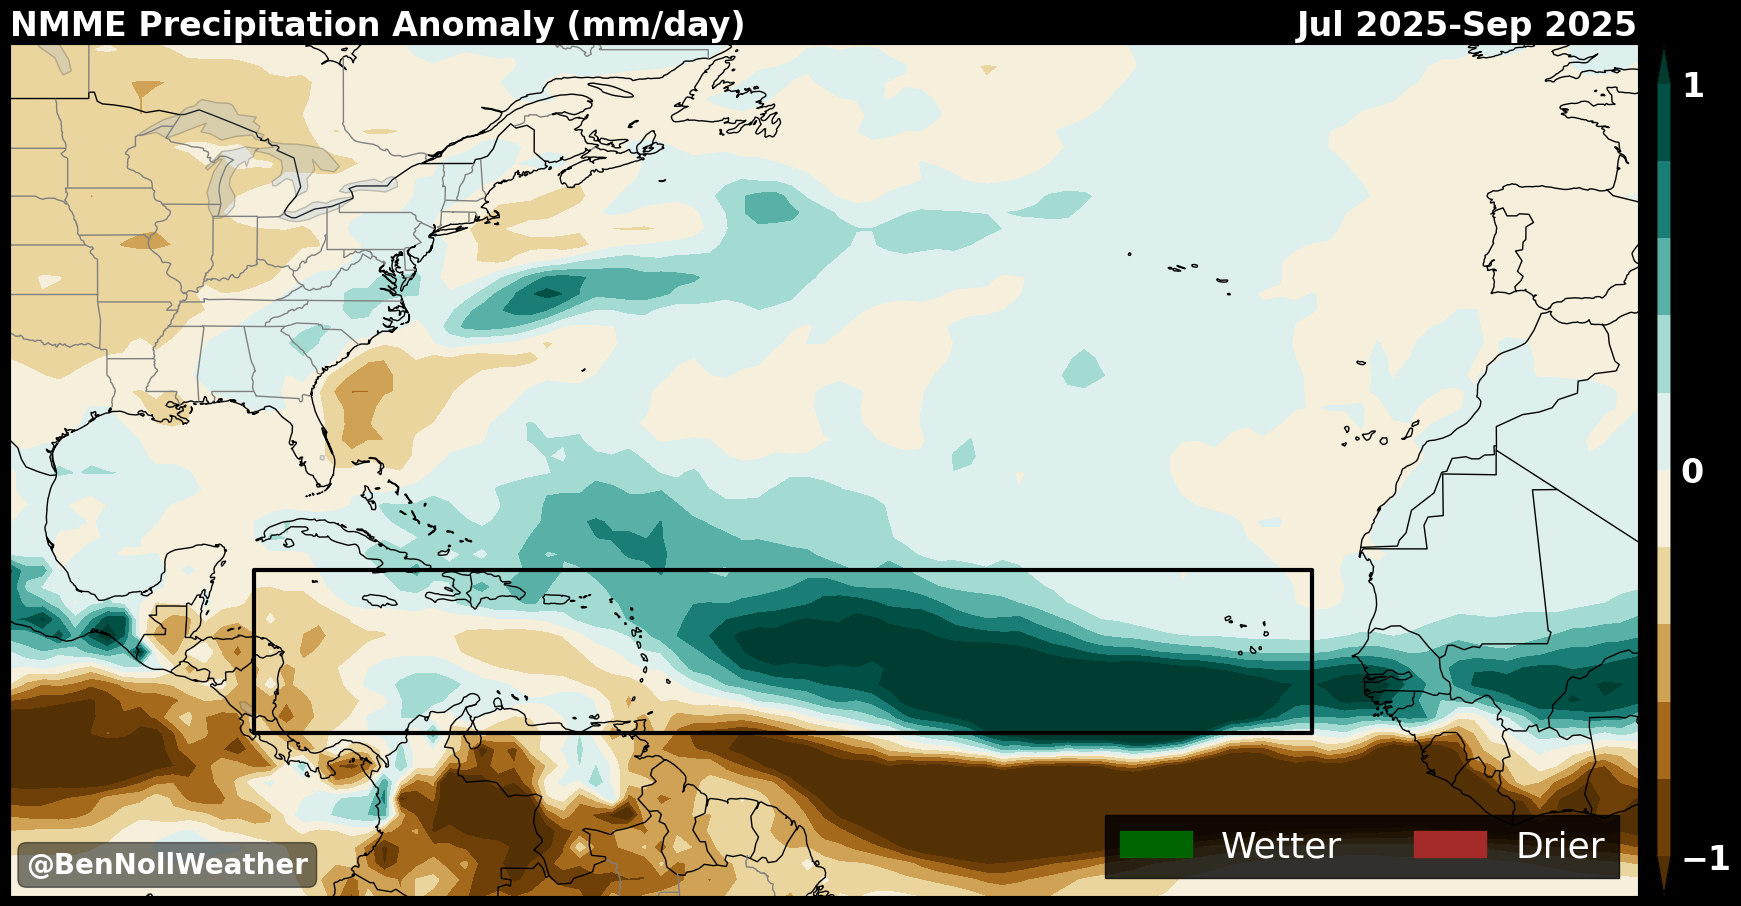 NMME Precipitation Anomaly (mm/day)
Jul 2025-Sep 2025
1
0
−1
Wetter
Drier
@BenNollWeather